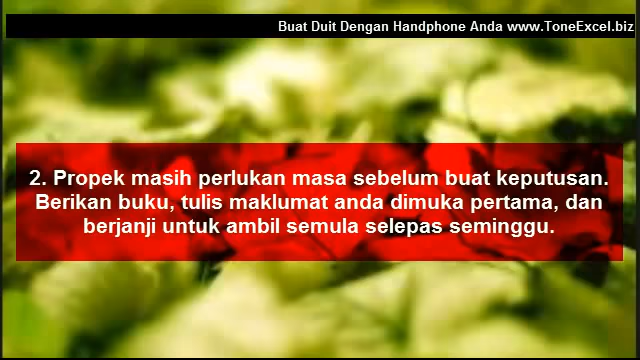 Buat Duit Dengan Handphone Anda www.ToneExcel.biz
2. Propek masih perlukan masa sebelum buat keputusan.
Berikan buku, tulis maklumat anda dimuka pertama, dan
berjanji untuk ambil semula selepas seminggu.